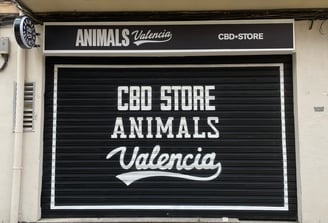 ANIMALS Valencia CBD★STORE
CBD STORE
ANIMALS
Valencia